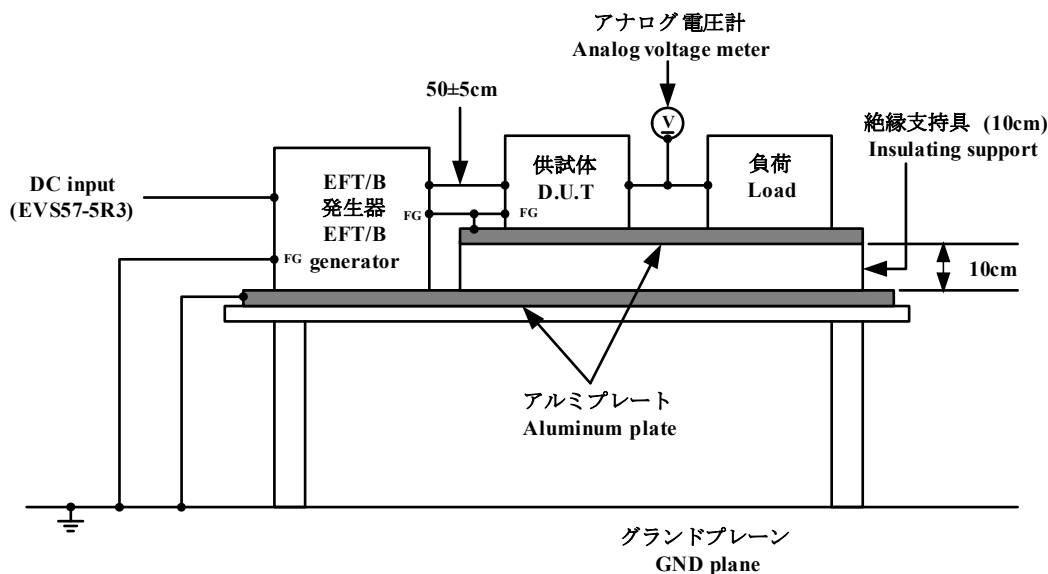 アナログ電圧計
Analog voltage meter
50±5cm
V
絶縁支持具 (10cm)
Insulating support
DC input
(EVS57-5R3)
EFT/B
発生器
EFT/B
generator
FG
FG
FG
供試体
D.U.T
負荷
Load
10cm
アルミプレート
Aluminum plate
グランドプレーン
GND plane